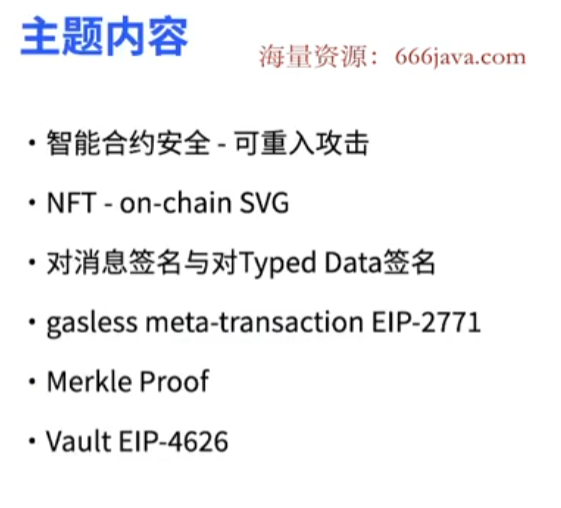 主题内容
海量资源：666java.com
· 智能合约安全 - 可重入攻击
· NFT - on-chain SVG
· 对消息签名与对Typed Data签名
· gasless meta-transaction EIP-2771
· Merkle Proof
· Vault EIP-4626